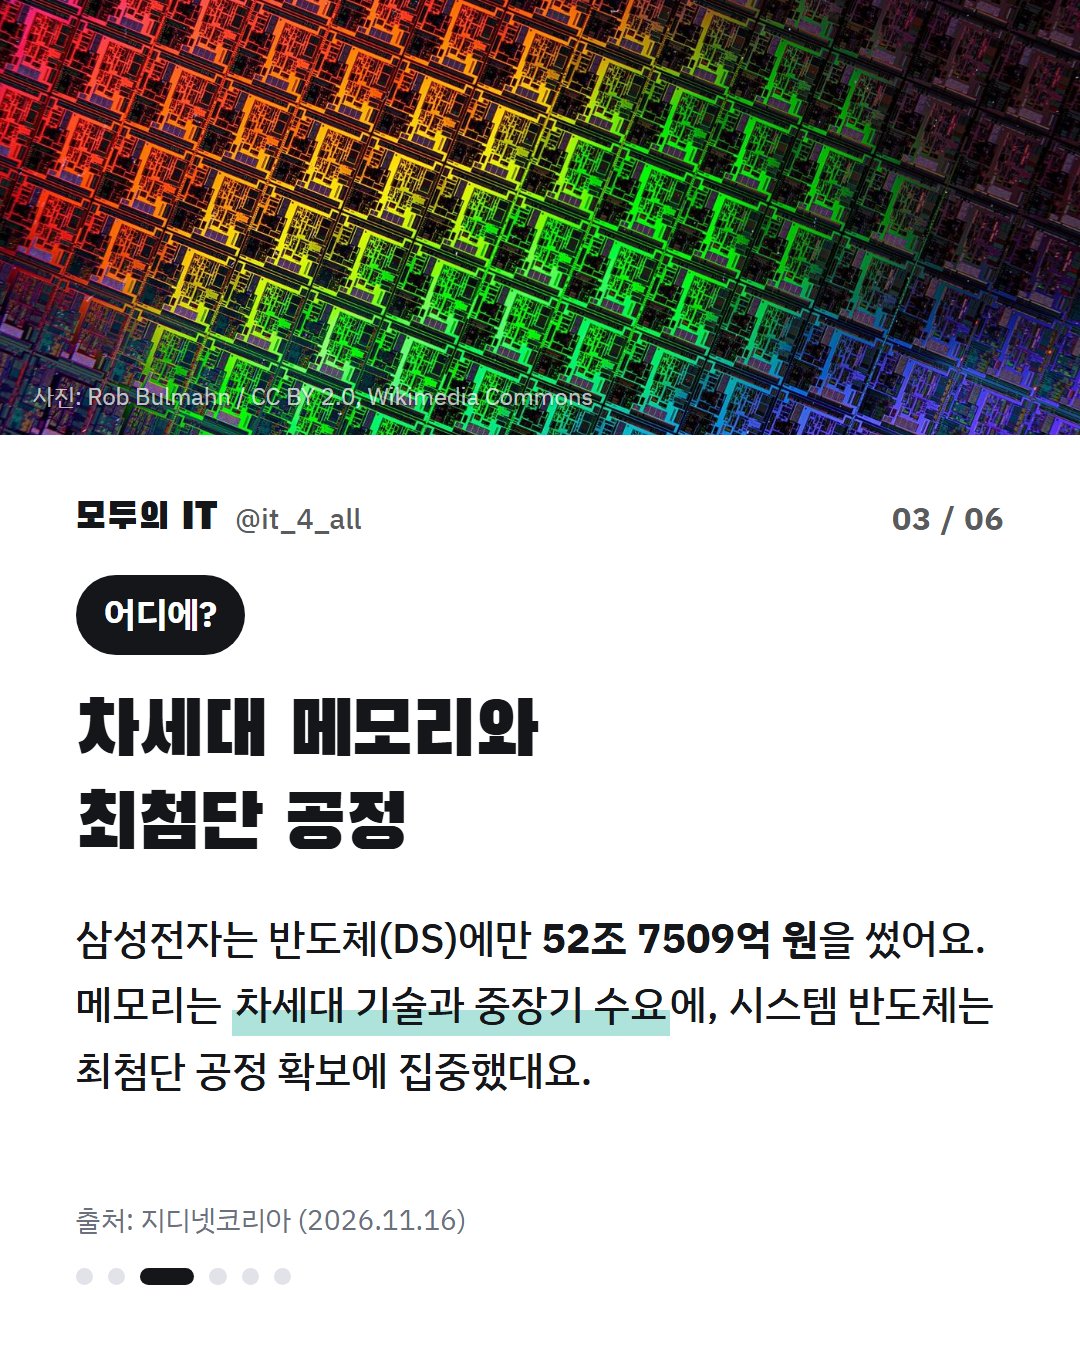 사진: Rob Bulmahn / CC BY 2.0, Wikimedia Commons
모두의 IT @it_4_all 03 / 06
어디에?
차세대 메모리와
최첨단 공정
삼성전자는 반도체(DS)에만 52조 7509억 원을 썼어요.
메모리는 차세대 기술과 중장기 수요에, 시스템 반도체는
최첨단 공정 확보에 집중했대요.
출처: 지디넷코리아 (2026.11.16)